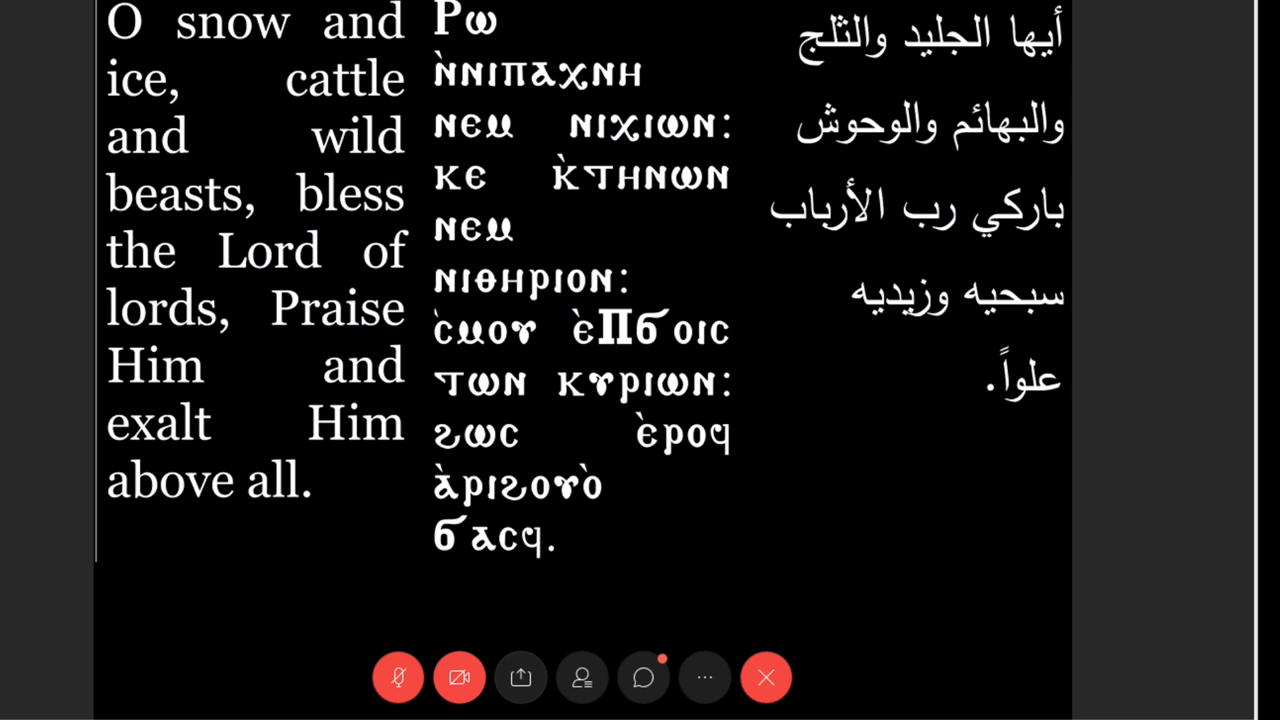 O snow and
ice, cattle
and wild
beasts, bless
the Lord of
lords, Praise
Him and
exalt Him
above all.
Ⲣⲱ
ⲛ̀ⲛⲓⲡⲁⲭⲛⲏ
ⲛⲉⲙ ⲛⲓⲭⲓⲱⲛ:
ⲕⲉ ⲕ̀ⲧⲏⲛⲱⲛ
ⲛⲉⲙ
ⲛⲓⲑⲏⲣⲓⲟⲛ:
ⲥ̀ⲙⲟⲩ ⲉ̀Ⲡϭⲟⲓⲥ
ⲧⲱⲛ ⲕⲩⲣⲓⲱⲛ:
ϩⲱⲥ ⲉ̀ⲣⲟϥ
ⲁ̀ⲣⲓϩⲟⲩⲟ̀
ϭⲁⲥϥ.
أيها الجليد والثلج
والبهائم والوحوش
باركي رب الأرباب
سبحيه وزيديه
علواً.